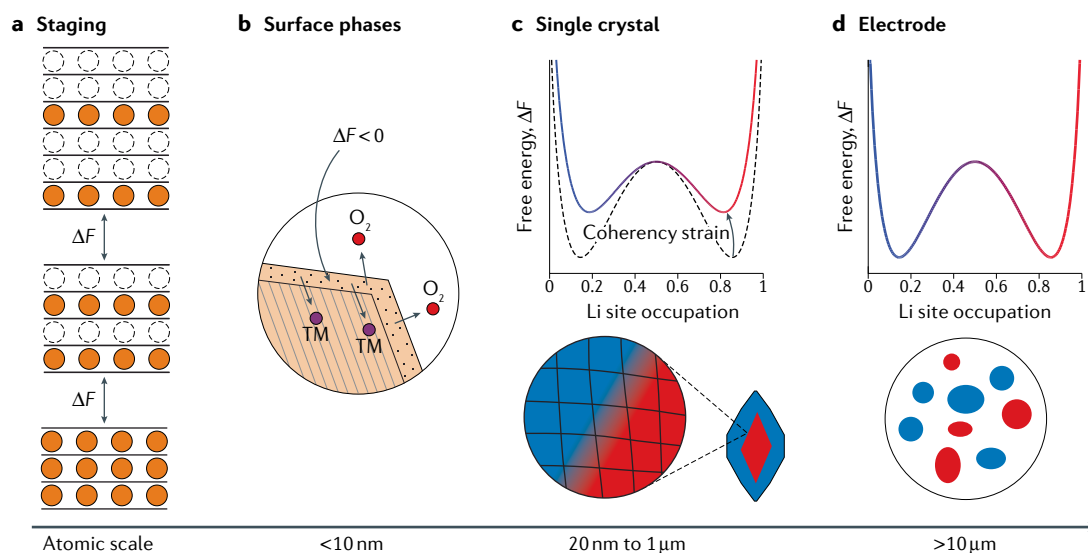 a Staging
b Surface phases
c Single crystal
d Electrode
ΔF
ΔF
ΔF < 0
O2
O2
TM
TM
Free energy, ΔF
Coherency strain
0 0.2 0.4 0.6 0.8 1
Li site occupation
Free energy, ΔF
0 0.2 0.4 0.6 0.8 1
Li site occupation
Atomic scale
<10 nm
20 nm to 1 μm
>10 μm